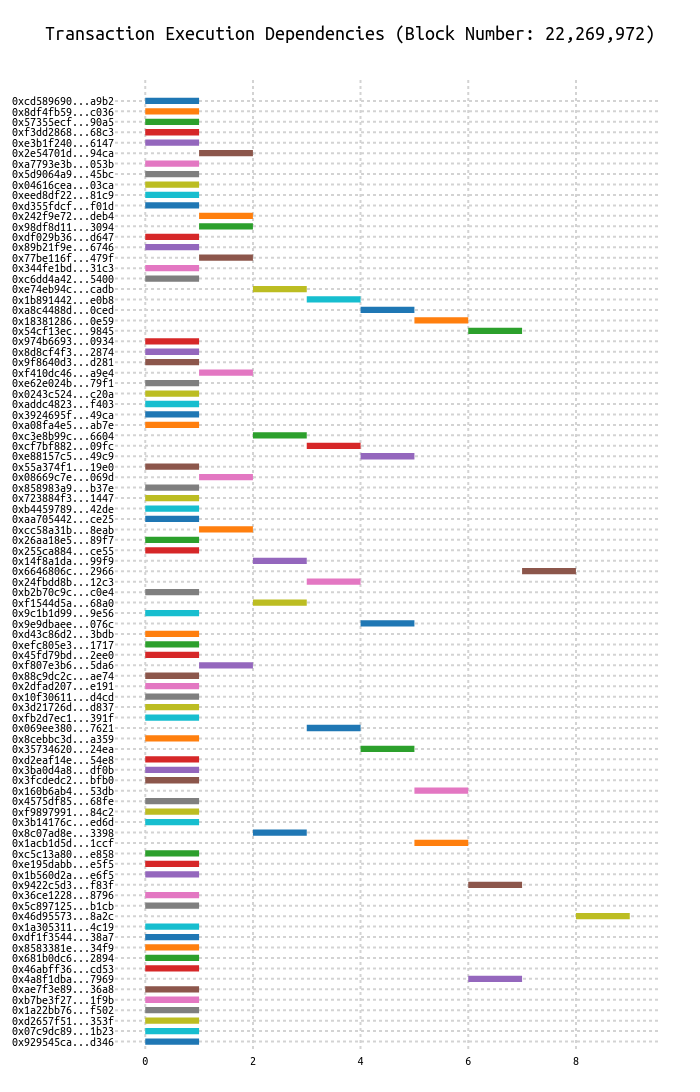 Transaction Execution Dependencies (Block Number: 22,269,972)
0xcd589690...a9b2
0x8df4fb59...c036
0x57355ecf...90a5
0xf3dd2868...68c3
0xe3b1f240...6147
0x2e54701d...94ca
0xa7793e3b...053b
0x5d9064a9...45bc
0x04616cea...03ca
0xeed8df22...81c9
0xd355fdcf...f01d
0x242f9e72...deb4
0x98df8d11...3094
0xdf029b36...d647
0x89b21f9e...6746
0x77be116f...479f
0x344fe1bd...31c3
0xc6dd4a42...5400
0xe74eb94c...cadb
0x1b891442...e0b8
0xa8c4488d...0ced
0x18381286...0e59
0x54cf13ec...9845
0x974b6693...0934
0x8d8cf4f3...2874
0x9f8640d3...d281
0xf410dc46...a9e4
0xe62e024b...79f1
0x0243c524...c20a
0xaddc4823...f403
0x3924695f...49ca
0xa08fa4e5...ab7e
0xc3e8b99c...6604
0xcf7bf882...09fc
0xe88157c5...49c9
0x55a374f1...19e0
0x08669c7e...069d
0x858983a9...b37e
0x723884f3...1447
0xb4459789...42de
0xaa705442...ce25
0xcc58a31b...8eab
0x26aa18e5...89f7
0x255ca884...ce55
0x14f8a1da...99f9
0x6646806c...2966
0x24fbdd8b...12c3
0xb2b70c9c...c0e4
0xf1544d5a...68a0
0x9c1b1d99...9e56
0x9e9dbaee...076c
0xd43c86d2...3bdb
0xefc805e3...1717
0x45fd79bd...2ee0
0xf807e3b6...5da6
0x88c9dc2c...ae74
0x2dfad207...e191
0x10f30611...d4cd
0x3d21726d...d837
0xfb2d7ec1...391f
0x069ee380...7621
0x8cebbc3d...a359
0x35734620...24ea
0xd2eaf14e...54e8
0x3ba0d4a8...df0b
0x3fcdedc2...bfb0
0x160b6ab4...53db
0x4575df85...68fe
0xf9897991...84c2
0x3b14176c...ed6d
0x8c07ad8e...3398
0x1acb1d5d...1ccf
0xc5c13a80...e858
0xe195dabb...e5f5
0x1b560d2a...e6f5
0x9422c5d3...f83f
0x36ce1228...8796
0x5c897125...b1cb
0x46d95573...8a2c
0x1a305311...4c19
0xdf1f3544...38a7
0x8583381e...34f9
0x681b0dc6...2894
0x46abff36...cd53
0x4a8f1dba...7969
0xae7f3e89...36a8
0xb7be3f27...1f9b
0x1a22bb76...f502
0xd2657f51...353f
0x07c9dc89...1b23
0x929545ca...d346
0 2 4 6 8